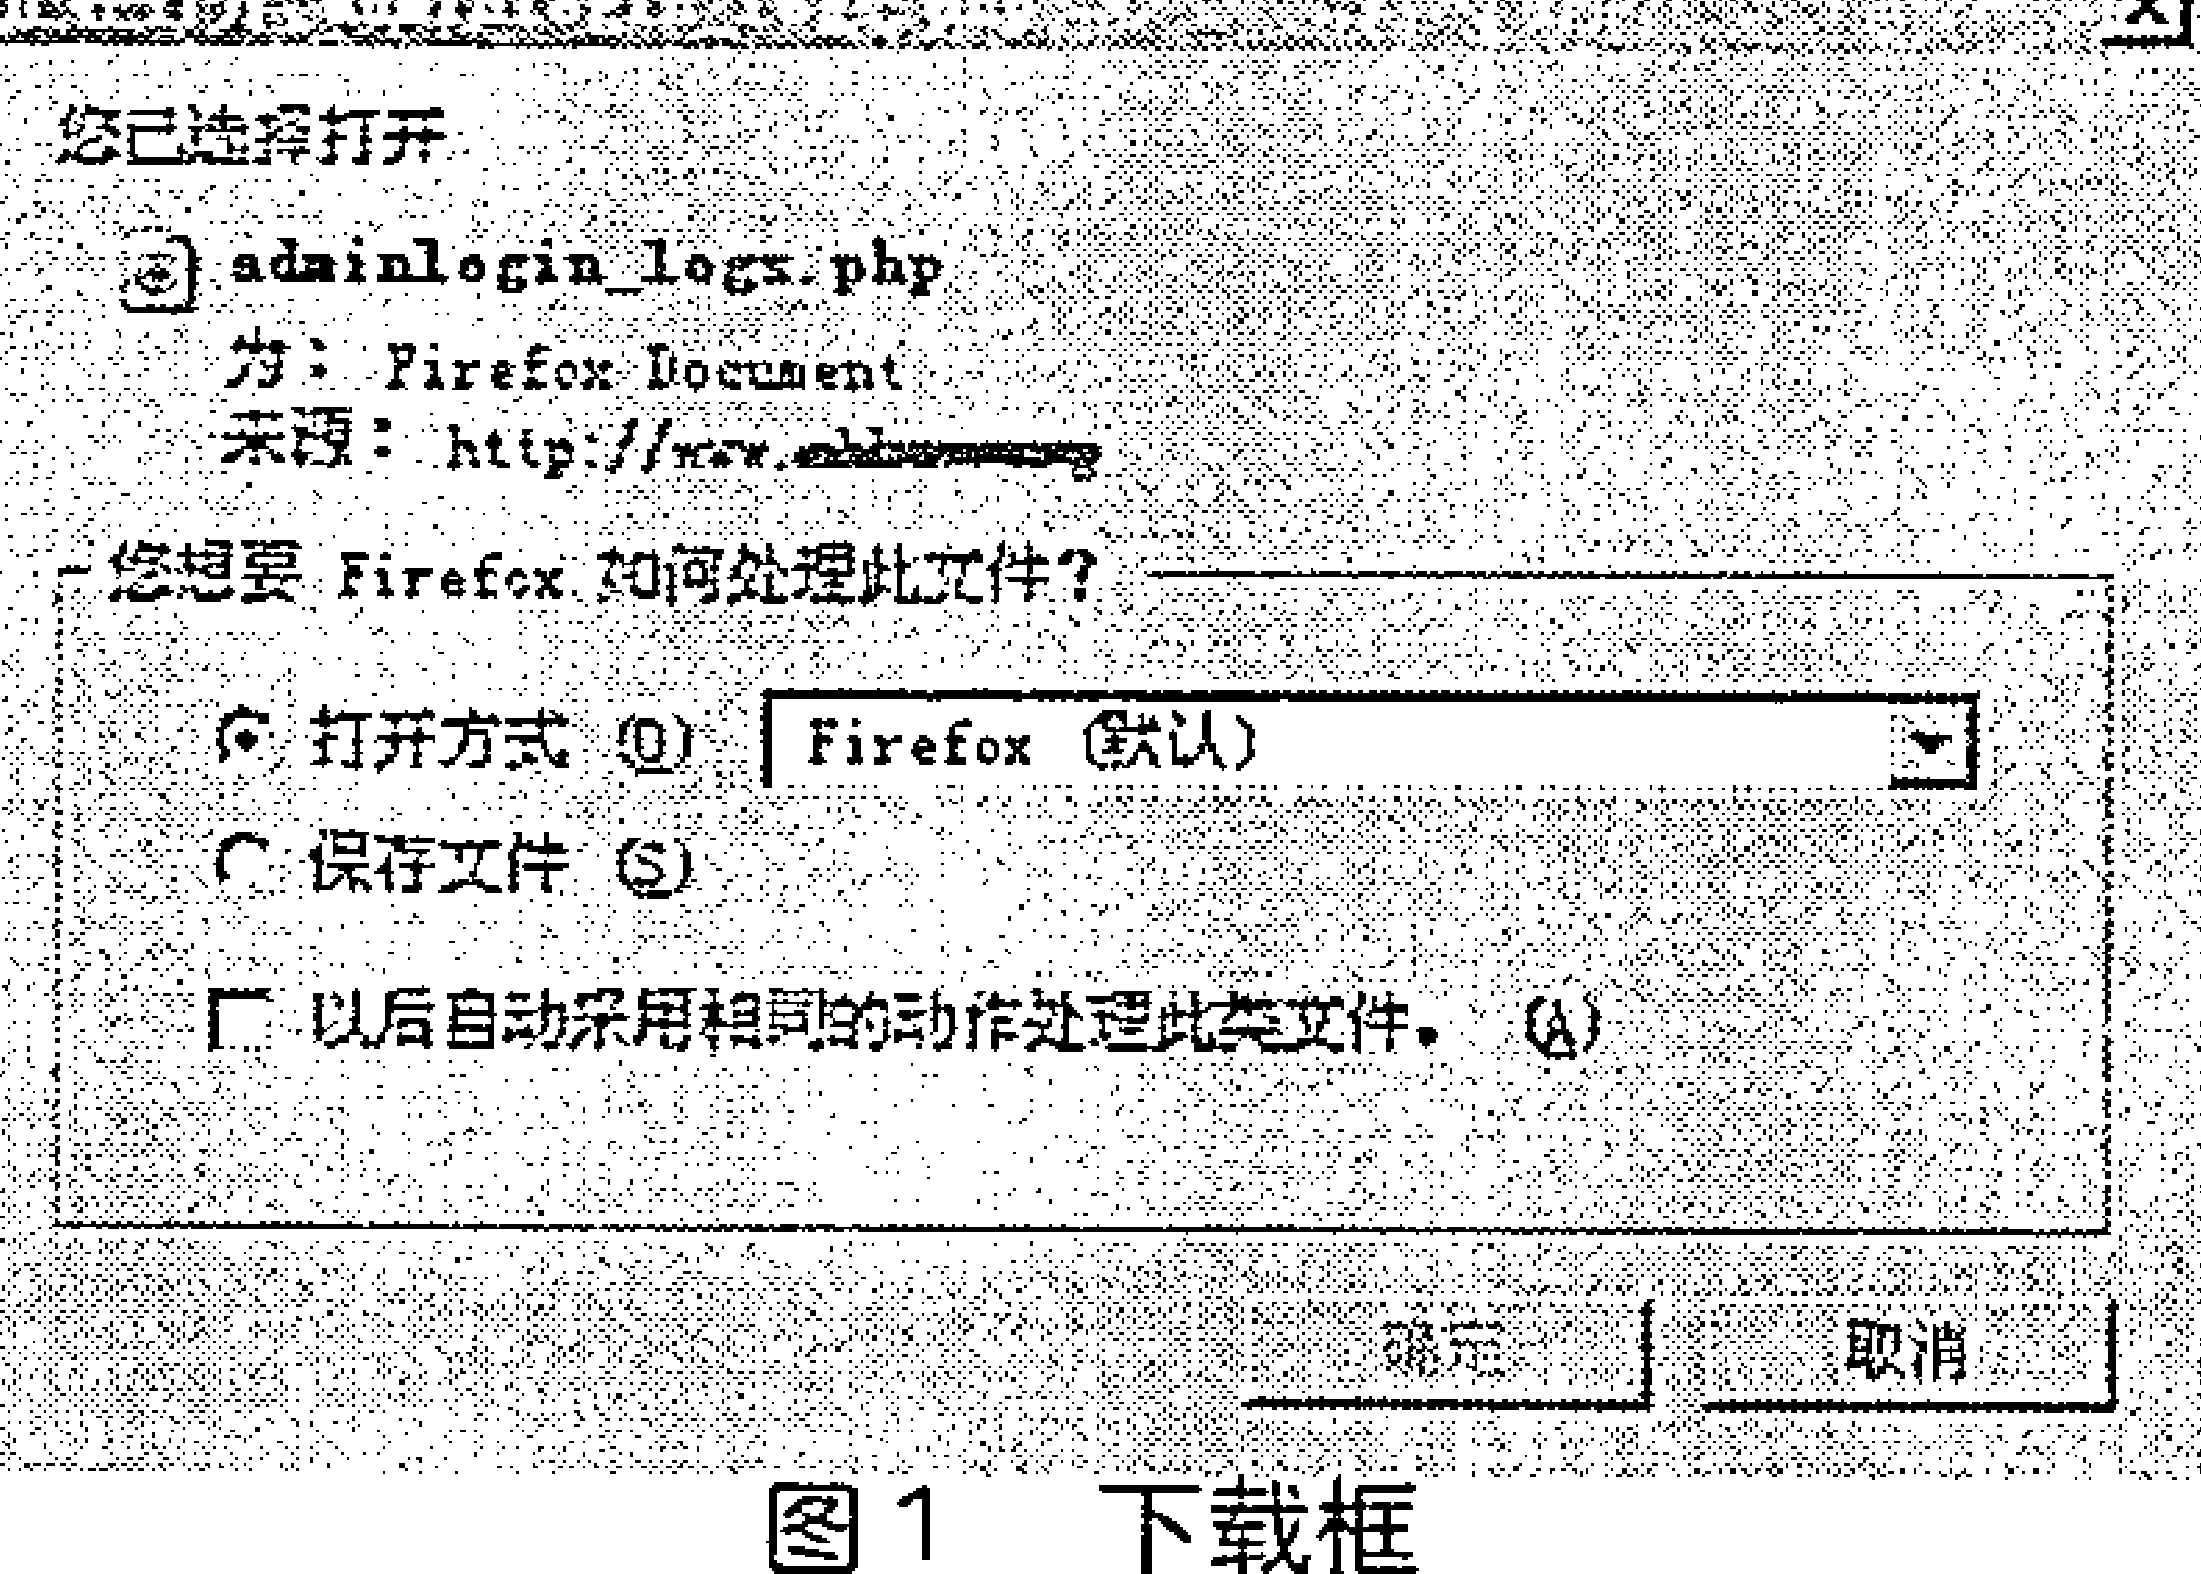 您已选择打开
adminlogin_logs.php
为： Firefox Document
来源： http://www.
您想要 Firefox 如何处理此文件?
打开方式 (O) Firefox (默认)
保存文件 (S)
以后自动采用相同的动作处理此类文件。 (A)
确定 取消
图1 下载框